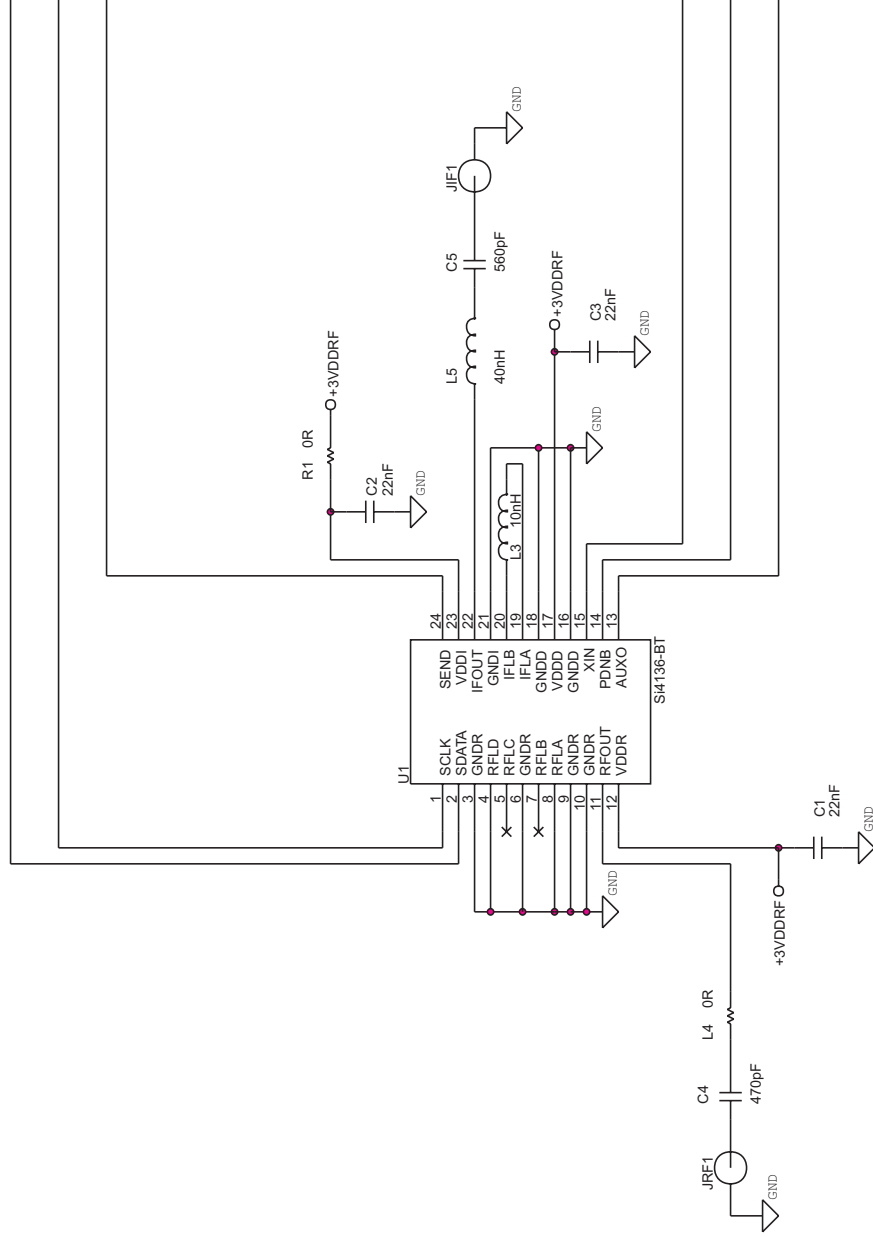 GND
JIF1
C5
560pF
L5
40nH
+3VDDRF
R1 0R
C2
22nF
GND
+3VDDRF
C3
22nF
GND
GND
L3 10nH
24
23
22
21
20
19
18
17
16
15
14
13
SEND
VDDI
IFOUT
GNDI
IFLB
IFLA
GNDD
VDDD
GNDD
XIN
PDNB
AUXO
Si4136-BT
U1
SCLK
SDATA
GNDR
RFLD
RFLC
GNDR
RFLB
RFLA
GNDR
GNDR
RFOUT
VDDR
1
2
3
4
5
6
7
8
9
10
11
12
GND
C1
22nF
GND
+3VDDRF
L4 0R
C4
470pF
JRF1
GND